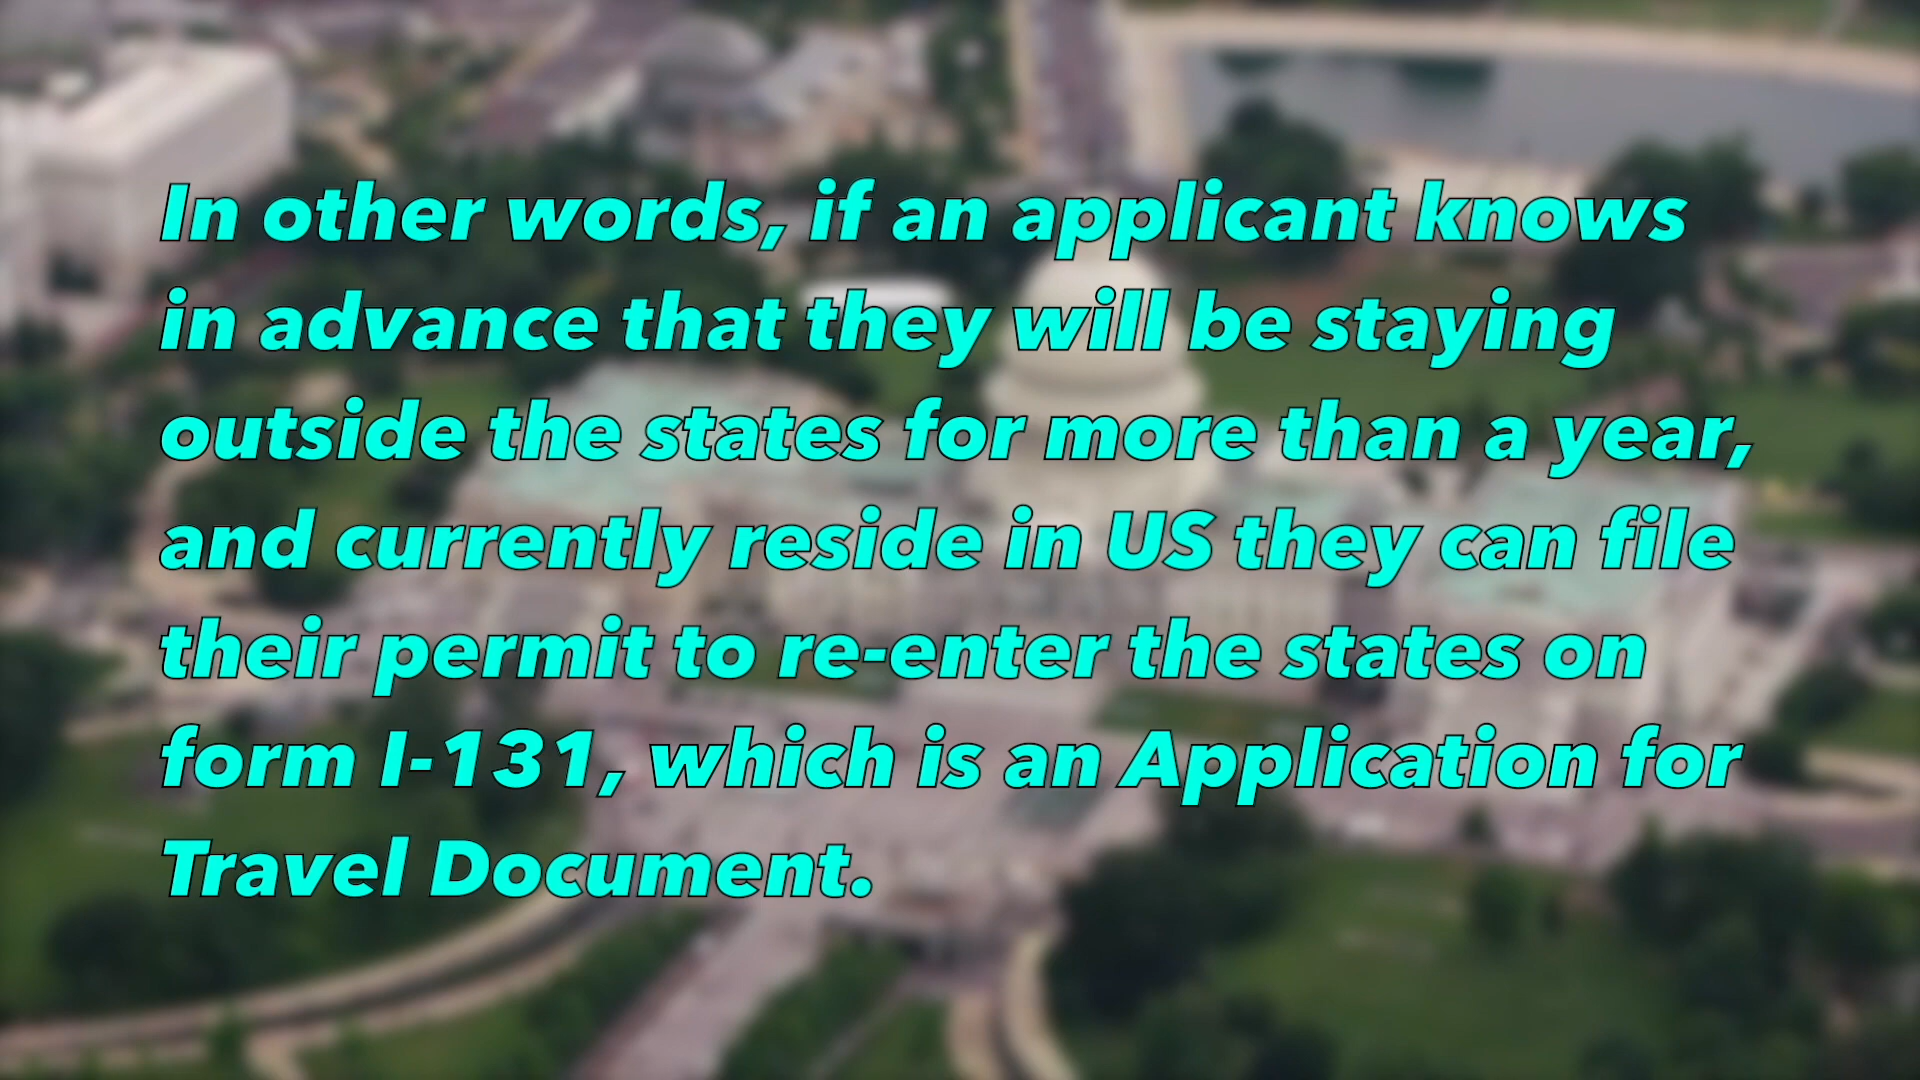 In other words, if an applicant knows
in advance that they will be staying
outside the states for more than a year,
and currently reside in US they can file
their permit to re-enter the states on
form I-131, which is an Application for
Travel Document.